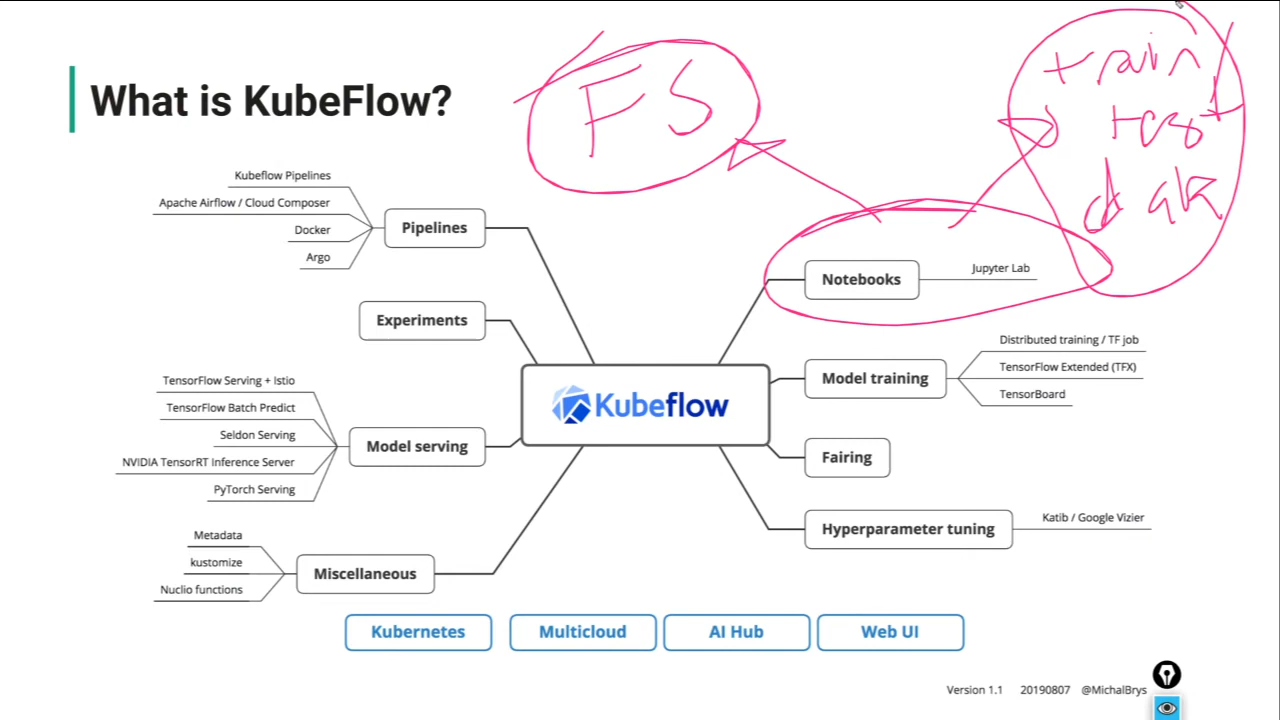 What is KubeFlow?
FS
train
test
Kubeflow Pipelines
Apache Airflow / Cloud Composer
Docker
Argo
Pipelines
Experiments
TensorFlow Serving + Istio
TensorFlow Batch Predict
Seldon Serving
NVIDIA TensorRT Inference Server
PyTorch Serving
Model serving
Metadata
kustomize
Nuclio functions
Miscellaneous
Kubeflow
Notebooks
Jupyter Lab
Model training
Distributed training / TF job
TensorFlow Extended (TFX)
TensorBoard
Fairing
Hyperparameter tuning
Katib / Google Vizier
Kubernetes
Multicloud
AI Hub
Web UI
Version 1.1 20190807 @MichalBrys